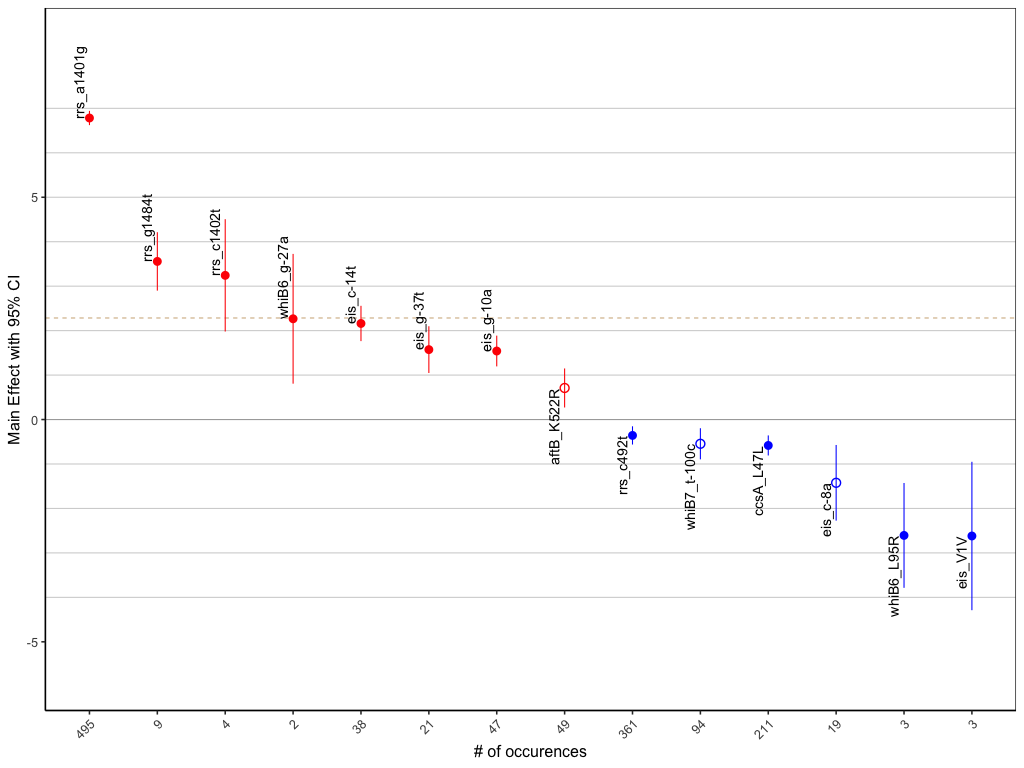 Main Effect with 95% CI
5
0
-5
rrs_a1401g
rrs_g1484t
rrs_c1402t
whiB6_g-27a
eis_c-14t
eis_g-37t
eis_g-10a
aftB_K522R
rrs_c492t
whiB7_t-100c
ccsA_L47L
eis_c-8a
whiB6_L95R
eis_V1V
495
9
4
2
38
21
47
49
361
94
211
19
3
3
# of occurences